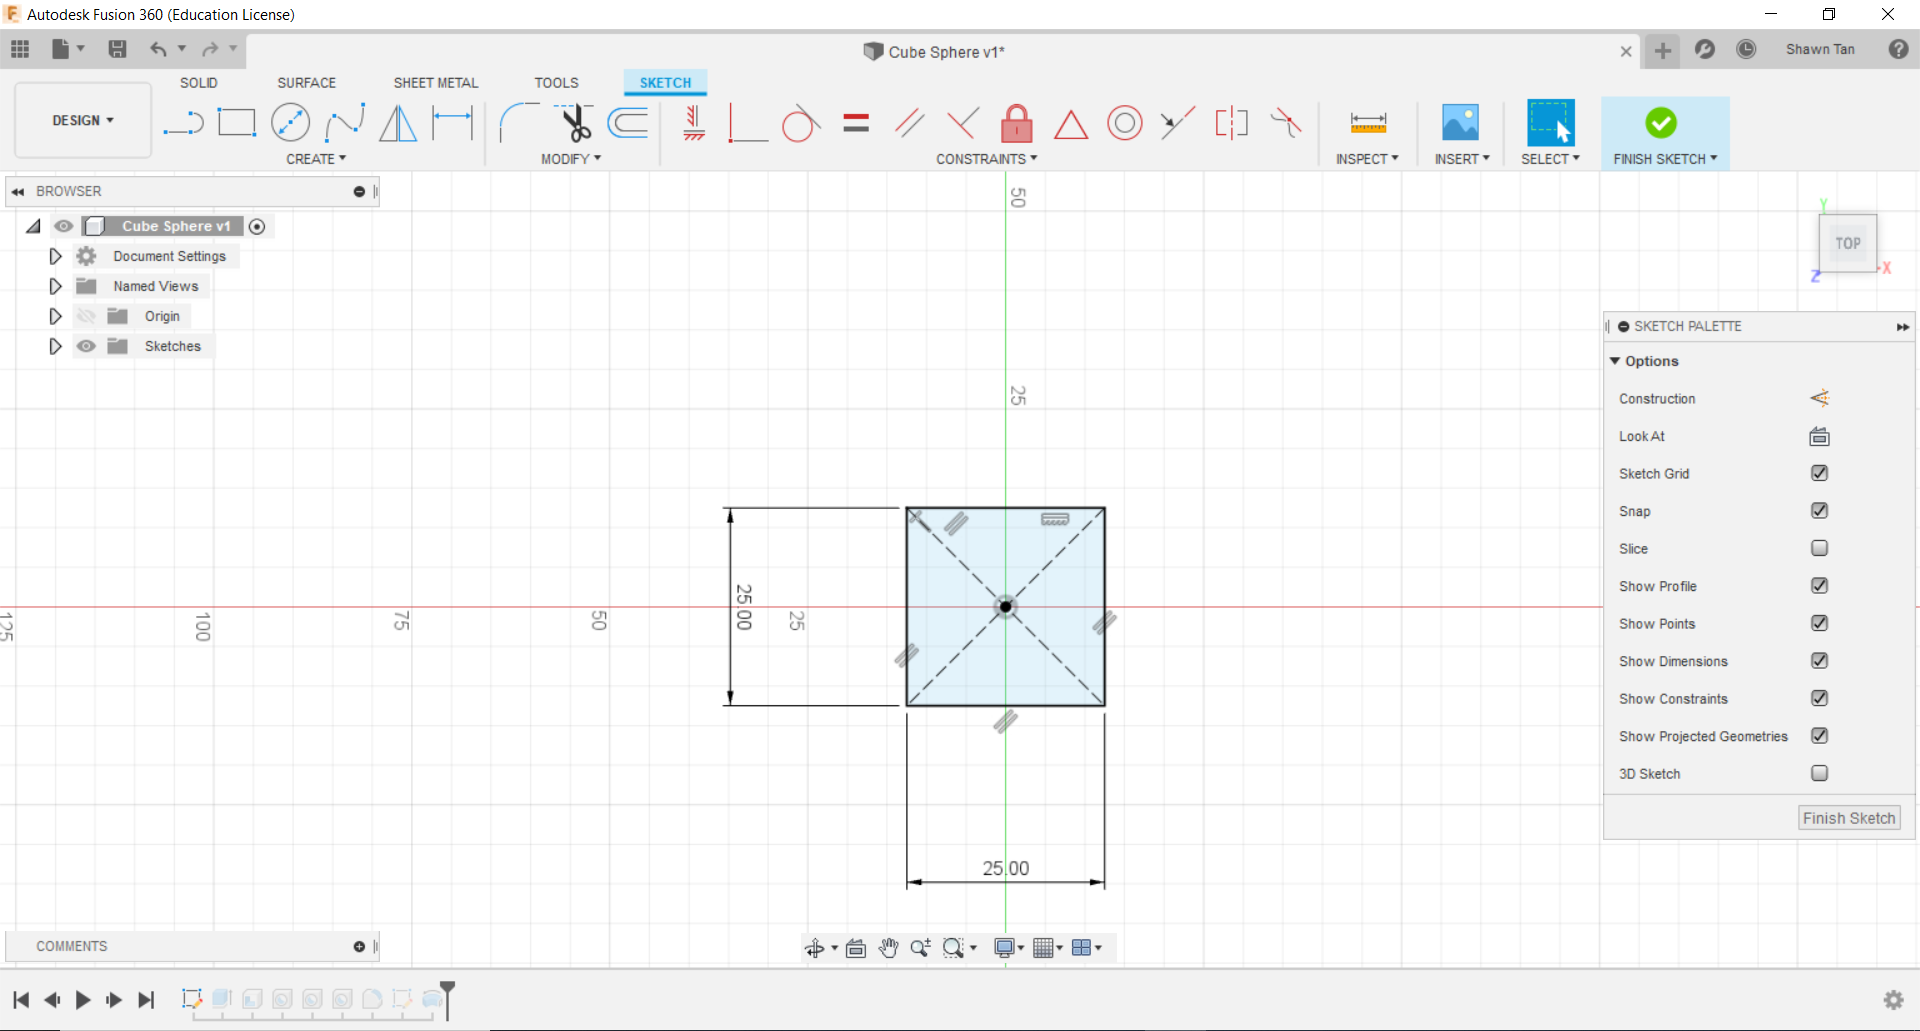 Autodesk Fusion 360 (Education License)
Cube Sphere v1*
Shawn Tan
SOLID
SURFACE
SHEET METAL
TOOLS
SKETCH
DESIGN
CREATE
MODIFY
CONSTRAINTS
INSPECT
INSERT
SELECT
FINISH SKETCH
BROWSER
Cube Sphere v1
Document Settings
Named Views
Origin
Sketches
50
25
125
100
75
50
25
25.00
25.00
Y
TOP
X
Z
SKETCH PALETTE
Options
Construction
Look At
Sketch Grid
Snap
Slice
Show Profile
Show Points
Show Dimensions
Show Constraints
Show Projected Geometries
3D Sketch
Finish Sketch
COMMENTS